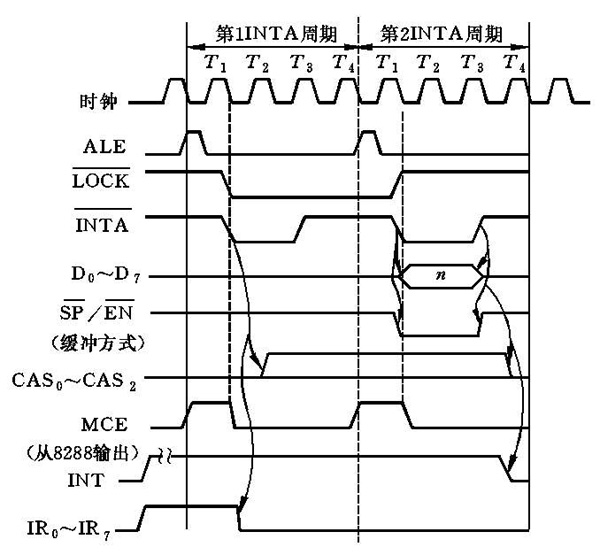 第1INTA周期 第2INTA周期
T1 T2 T3 T4 T1 T2 T3 T4
时钟
ALE
LOCK
INTA
D0～D7 n
SP/EN
(缓冲方式)
CAS0～CAS2
MCE
(从8288输出)
INT
IR0～IR7